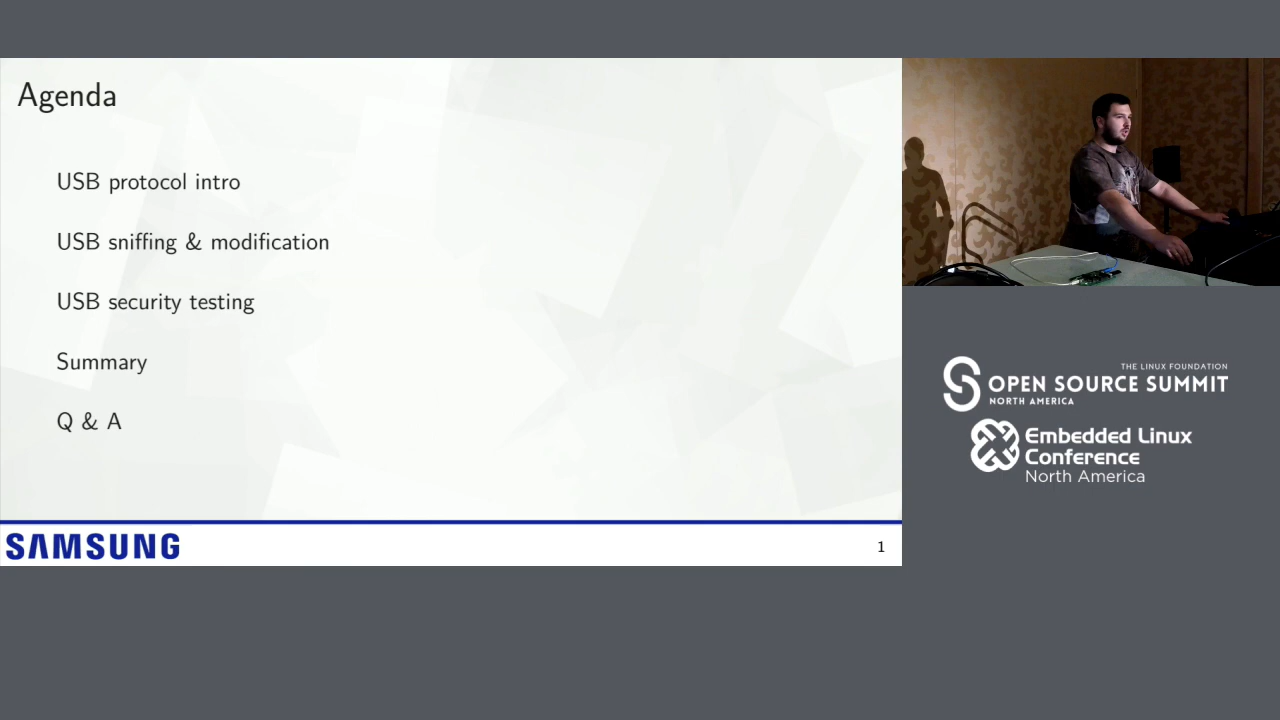 Agenda
USB protocol intro
USB sniffing & modification
USB security testing
Summary
Q & A
SAMSUNG
1
THE LINUX FOUNDATION
OPEN SOURCE SUMMIT
NORTH AMERICA
Embedded Linux
Conference
North America